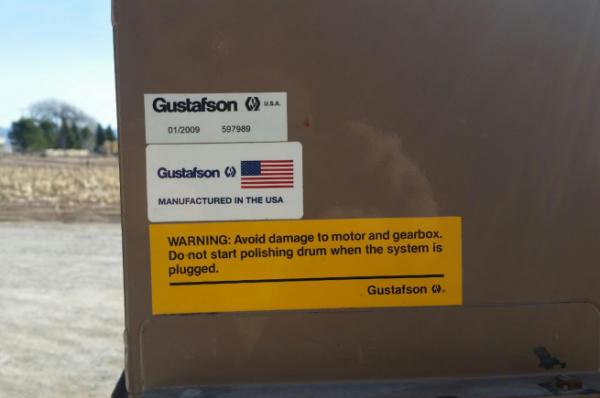 Gustafson U.S.A.
01/2009 597989
Gustafson
MANUFACTURED IN THE USA
WARNING: Avoid damage to motor and gearbox.
Do not start polishing drum when the system is
plugged.
Gustafson